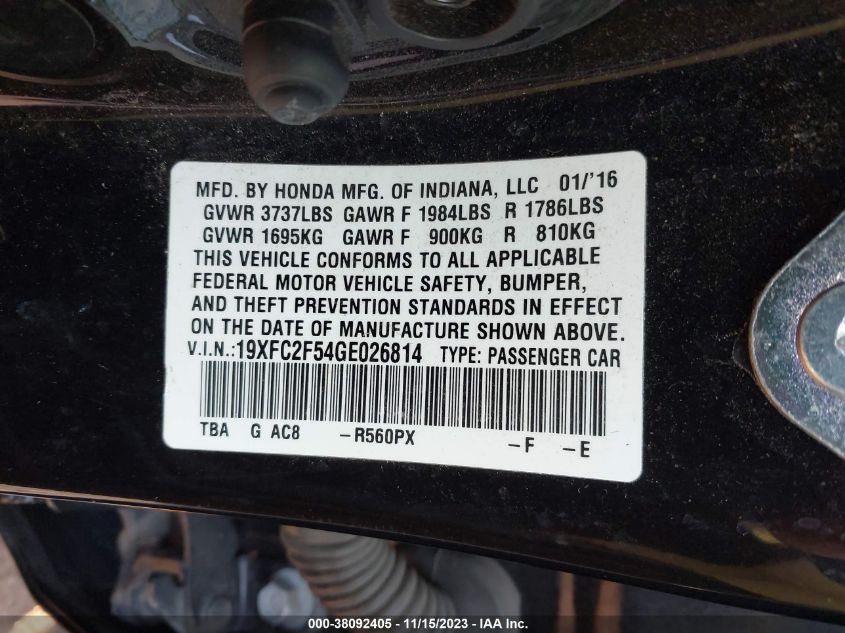 MFD. BY HONDA MFG. OF INDIANA, LLC 01/'16
GVWR 3737LBS GAWR F 1984LBS R 1786LBS
GVWR 1695KG GAWR F 900KG R 810KG
THIS VEHICLE CONFORMS TO ALL APPLICABLE
FEDERAL MOTOR VEHICLE SAFETY, BUMPER,
AND THEFT PREVENTION STANDARDS IN EFFECT
ON THE DATE OF MANUFACTURE SHOWN ABOVE.
V.I.N.:19XFC2F54GE026814 TYPE: PASSENGER CAR
TBA G AC8 –R560PX –F –E
000-38092405 - 11/15/2023 - IAA Inc.